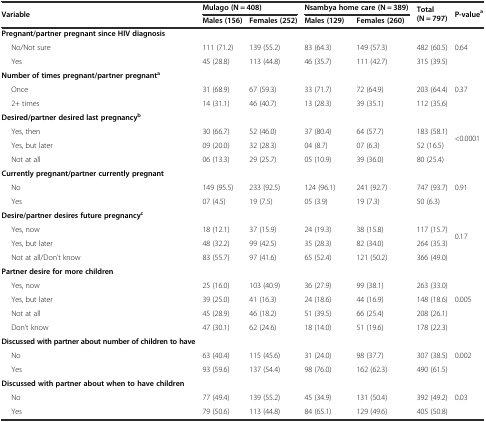 Variable Mulago (N = 408) Nsambya home care (N = 389) Total (N = 797) P-valueᵃ
Males (156) Females (252) Males (129) Females (260)
Pregnant/partner pregnant since HIV diagnosis
No/Not sure 111 (71.2) 139 (55.2) 83 (64.3) 149 (57.3) 482 (60.5) 0.64
Yes 45 (28.8) 113 (44.8) 46 (35.7) 111 (42.7) 315 (39.5)
Number of times pregnant/partner pregnantᵃ
Once 31 (68.9) 67 (59.3) 33 (71.7) 72 (64.9) 203 (64.4) 0.37
2+ times 14 (31.1) 46 (40.7) 13 (28.3) 39 (35.1) 112 (35.6)
Desired/partner desired last pregnancyᵇ
Yes, then 30 (66.7) 52 (46.0) 37 (80.4) 64 (57.7) 183 (58.1)
Yes, but later 09 (20.0) 32 (28.3) 04 (8.7) 07 (6.3) 52 (16.5) <0.0001
Not at all 06 (13.3) 29 (25.7) 05 (10.9) 39 (36.0) 80 (25.4)
Currently pregnant/partner currently pregnant
No 149 (95.5) 233 (92.5) 124 (96.1) 241 (92.7) 747 (93.7) 0.91
Yes 07 (4.5) 19 (7.5) 05 (3.9) 19 (7.3) 50 (6.3)
Desire/partner desires future pregnancyᶜ
Yes, now 18 (12.1) 37 (15.9) 24 (19.3) 38 (15.8) 117 (15.7)
Yes, but later 48 (32.2) 99 (42.5) 35 (28.3) 82 (34.0) 264 (35.3) 0.17
Not at all/Don't know 83 (55.7) 97 (41.6) 65 (52.4) 121 (50.2) 366 (49.0)
Partner desire for more children
Yes, now 25 (16.0) 103 (40.9) 36 (27.9) 99 (38.1) 263 (33.0)
Yes, but later 39 (25.0) 41 (16.3) 24 (18.6) 44 (16.9) 148 (18.6) 0.005
Not at all 45 (28.9) 46 (18.2) 51 (39.5) 66 (25.4) 208 (26.1)
Don't know 47 (30.1) 62 (24.6) 18 (14.0) 51 (19.6) 178 (22.3)
Discussed with partner about number of children to have
No 63 (40.4) 115 (45.6) 31 (24.0) 98 (37.7) 307 (38.5) 0.002
Yes 93 (59.6) 137 (54.4) 98 (76.0) 162 (62.3) 490 (61.5)
Discussed with partner about when to have children
No 77 (49.4) 139 (55.2) 45 (34.9) 131 (50.4) 392 (49.2) 0.03
Yes 79 (50.6) 113 (44.8) 84 (65.1) 129 (49.6) 405 (50.8)